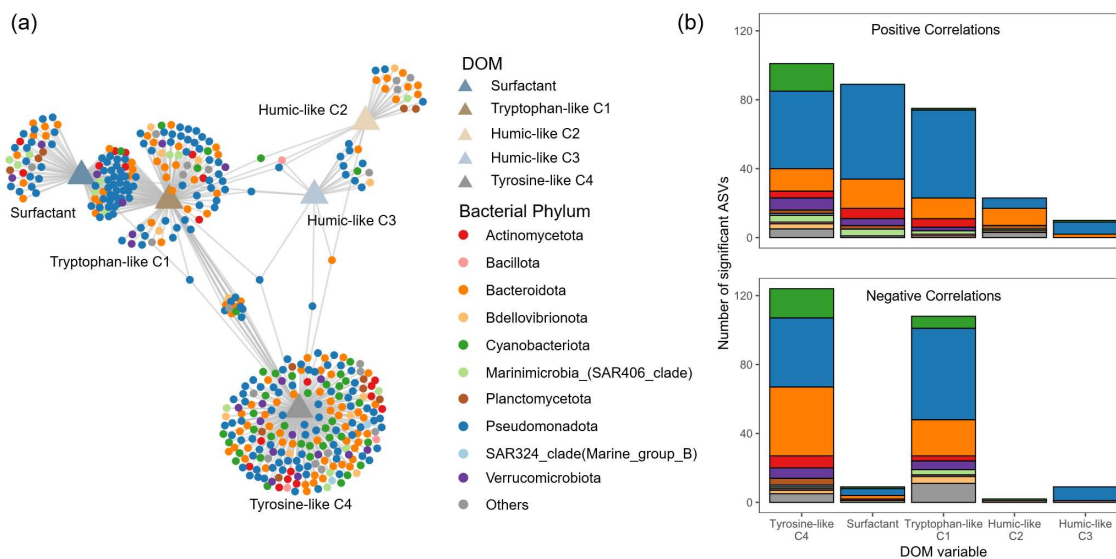 (a)
Humic-like C2
Surfactant
Tryptophan-like C1
Humic-like C3
Tyrosine-like C4
DOM
Surfactant
Tryptophan-like C1
Humic-like C2
Humic-like C3
Tyrosine-like C4
Bacterial Phylum
Actinomycetota
Bacillota
Bacteroidota
Bdellovibrionota
Cyanobacteriota
Marinimicrobia_(SAR406_clade)
Planctomycetota
Pseudomonadota
SAR324_clade(Marine_group_B)
Verrucomicrobiota
Others
(b)
Number of significant ASVs
Positive Correlations
120
80
40
0
Negative Correlations
120
80
40
0
Tyrosine-like
C4
Surfactant
Tryptophan-like
C1
Humic-like
C2
Humic-like
C3
DOM variable